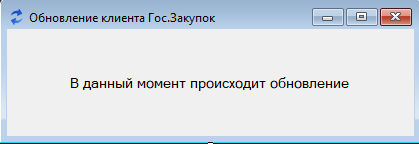 Обновление клиента Гос.Закупок
В данный момент происходит обновление